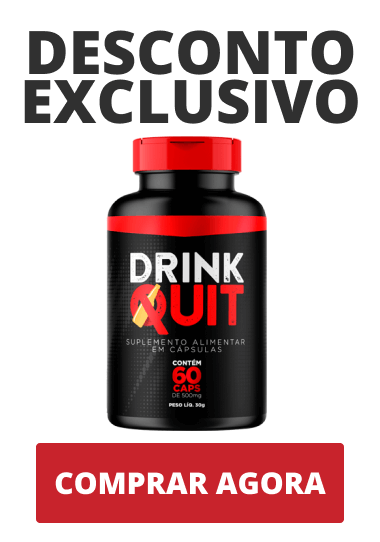 DESCONTO
EXCLUSIVO
DRINK
QUIT
SUPLEMENTO ALIMENTAR
EM CÁPSULAS
CONTÉM
60
CAPS
DE 500mg
PESO LÍQ. 30g
COMPRAR AGORA